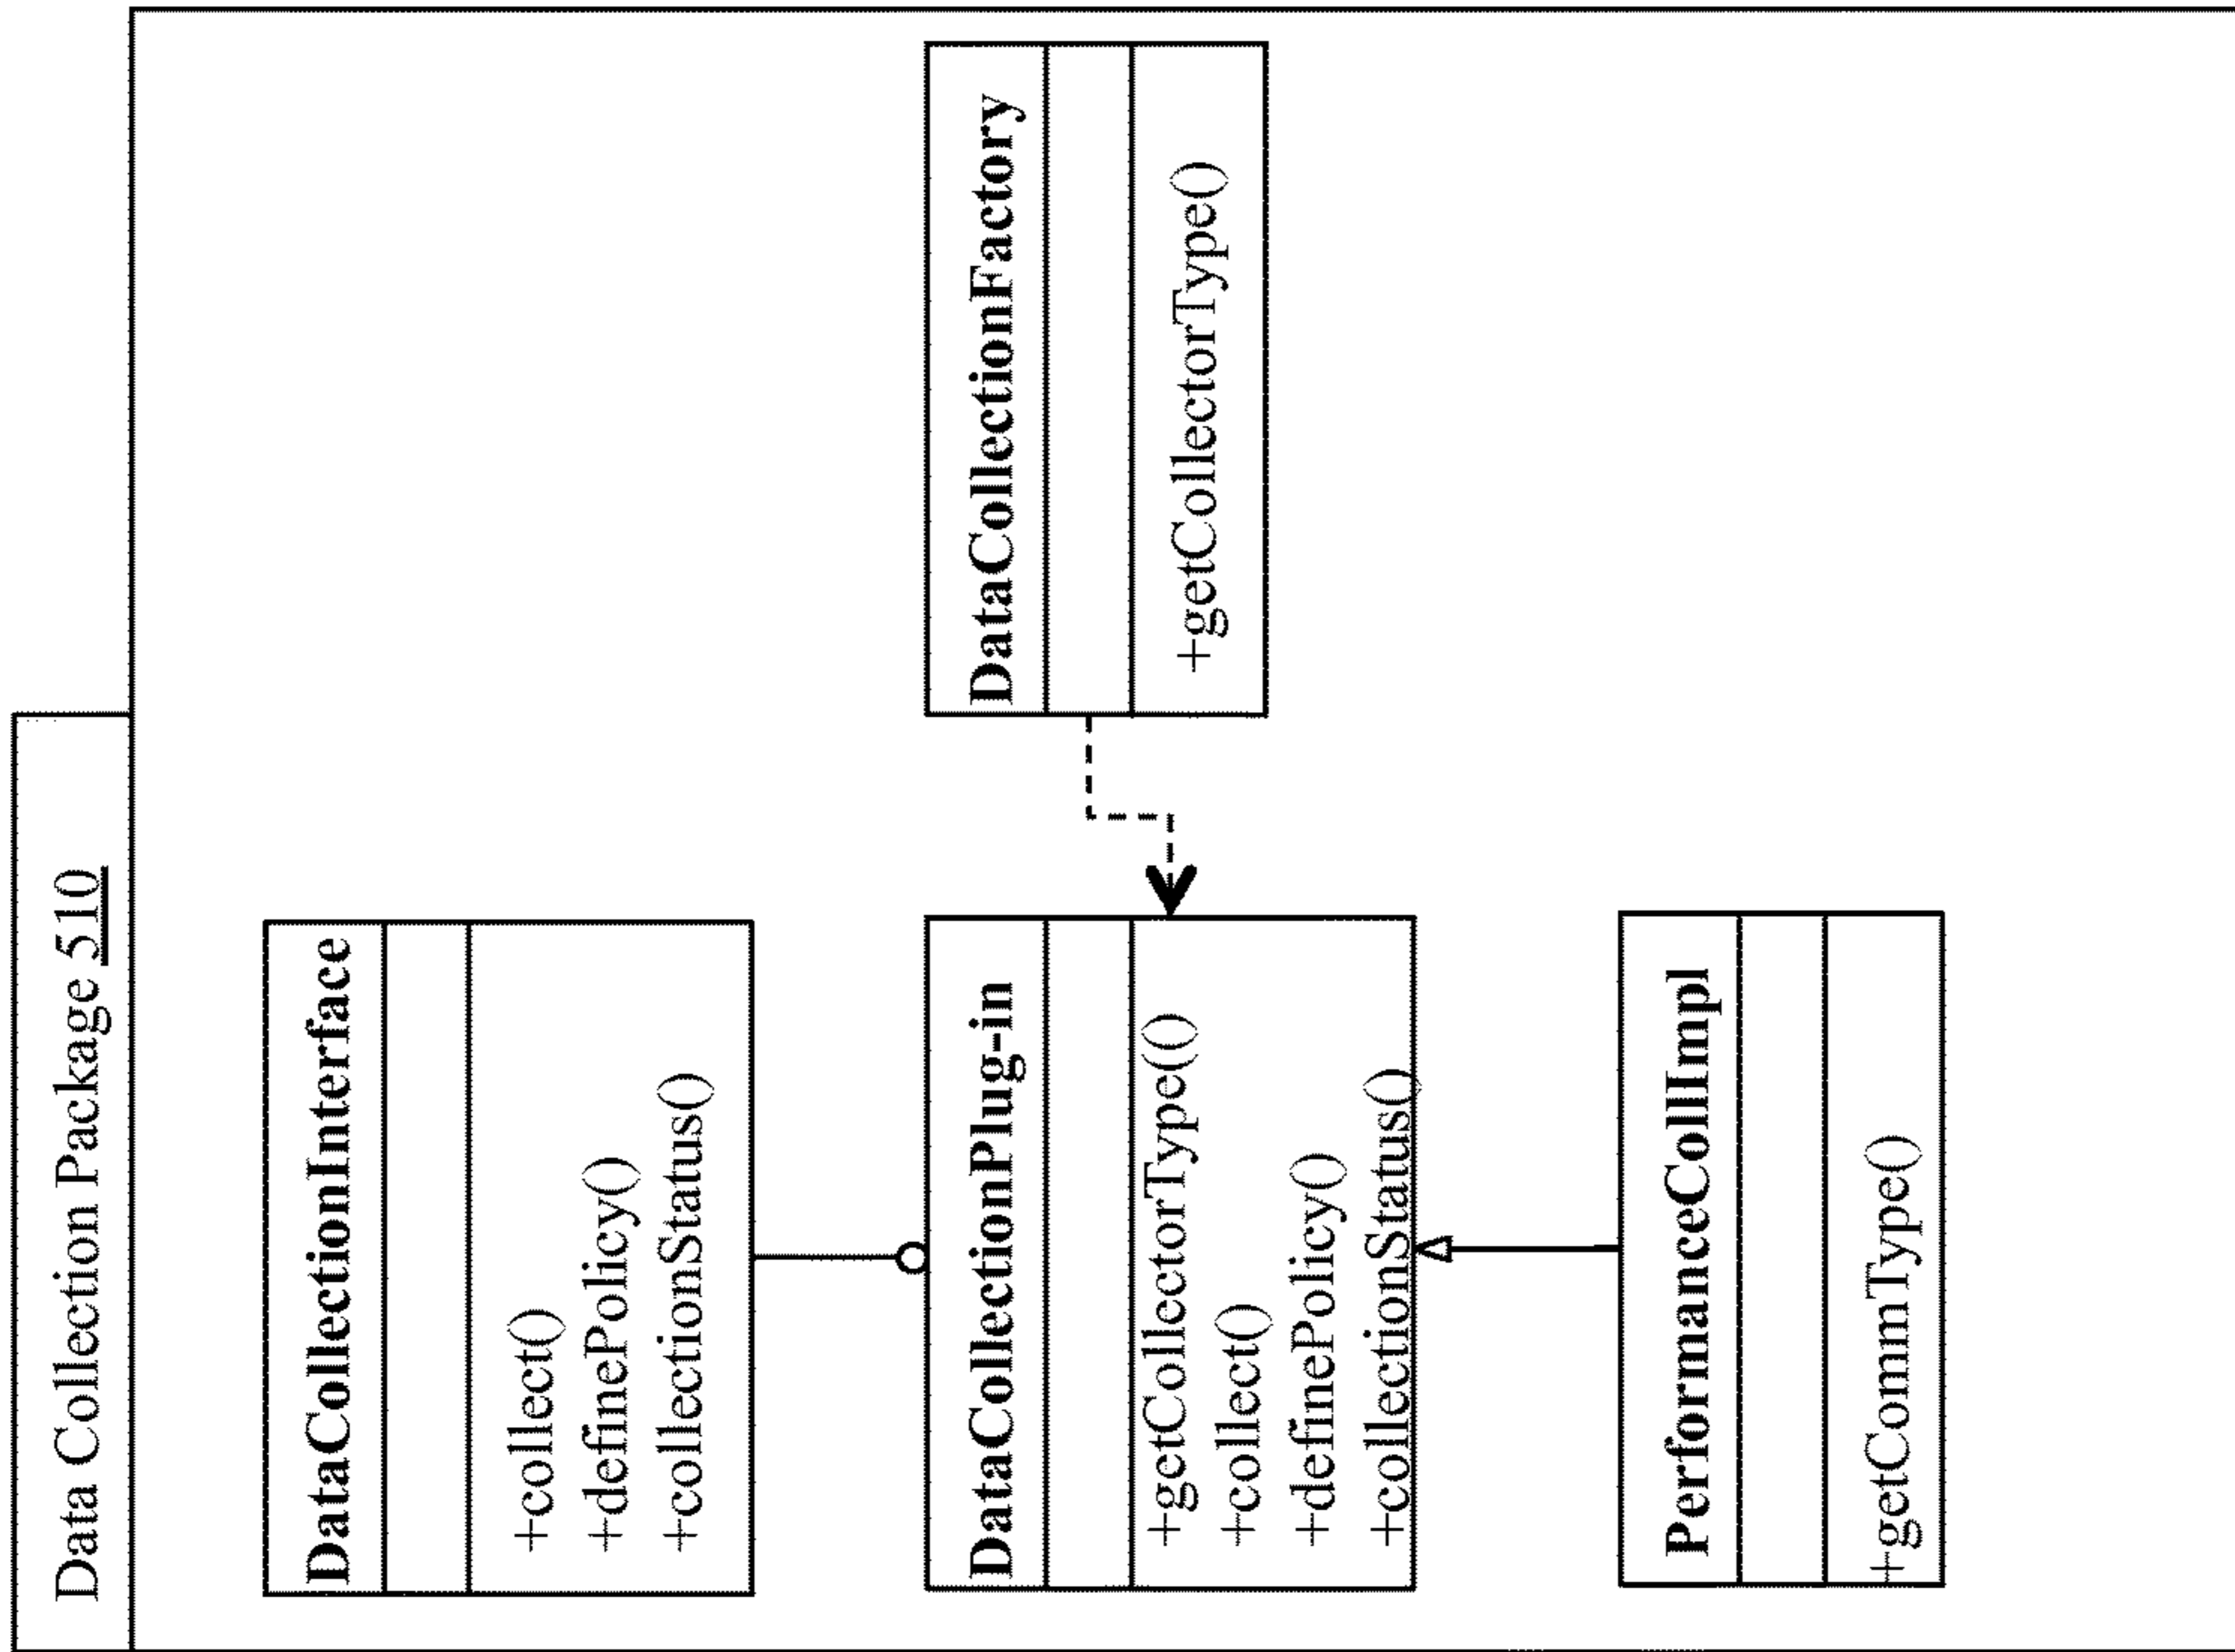 Data Collection Package 510
DataCollectionInterface
+collect()
+definePolicy()
+collectionStatus()
DataCollectionPlug-in
+getCollectorType(()
+collect()
+definePolicy()
+collectionStatus()
DataCollectionFactory
+getCollectorType()
PerformanceCollImpl
+getCommType()